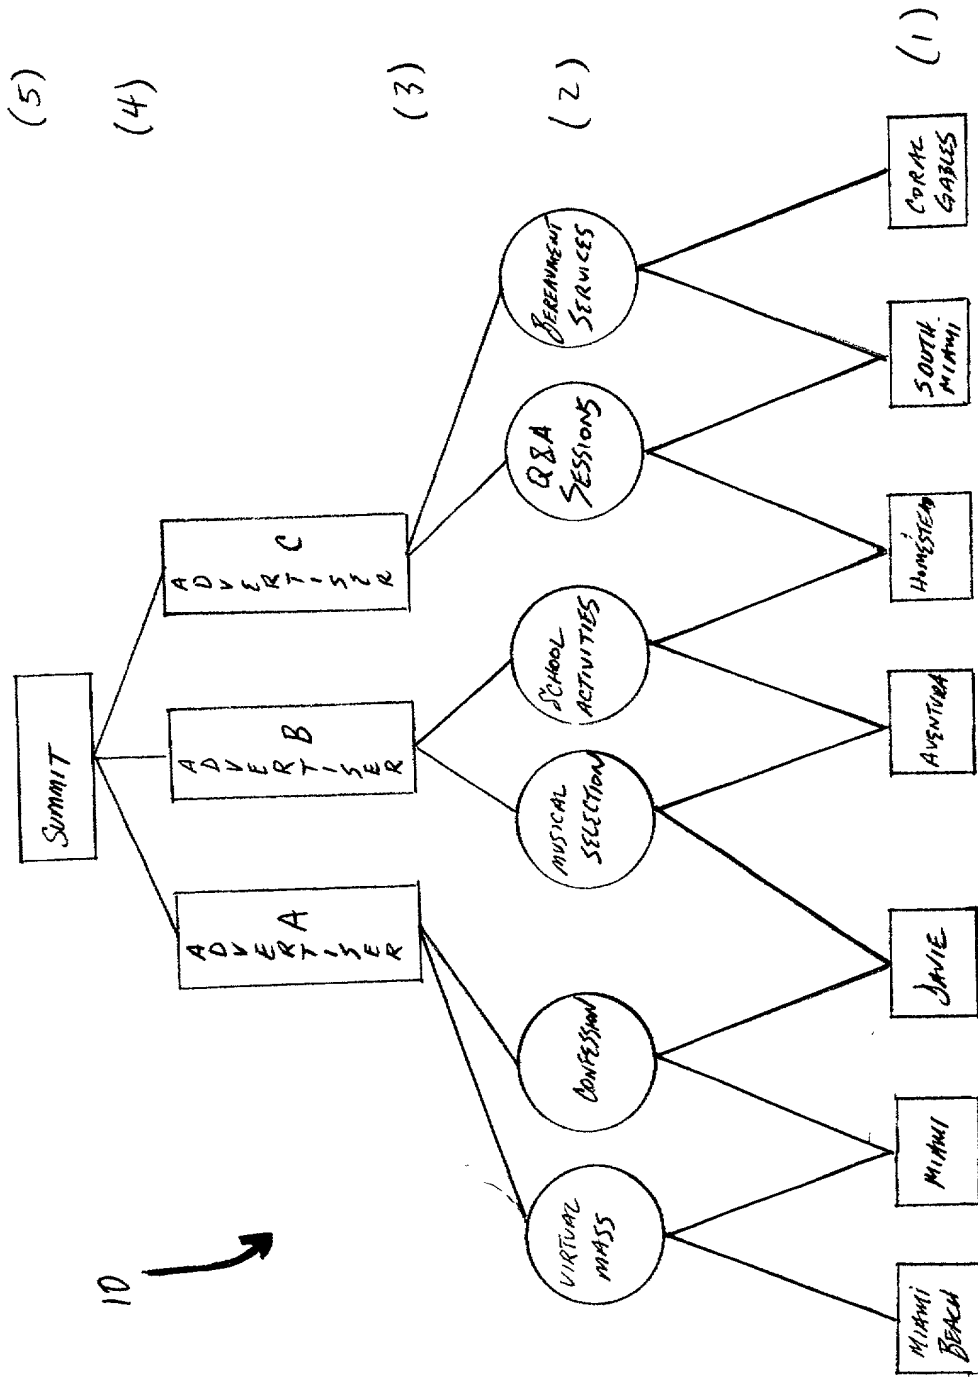 10
SUMMIT
(5)
(4)
ADVERTISER
A
ADVERTISER
B
ADVERTISER
C
(3)
VIRTUAL
MASS
CONFESSION
MUSICAL
SELECTION
SCHOOL
ACTIVITIES
Q&A
SESSIONS
BEREAVMENT
SERVICES
(2)
MIAMI
BEACH
MIAMI
DAVIE
AVENTURA
HOMESTEAD
SOUTH
MIAMI
CORAL
GABLES
(1)